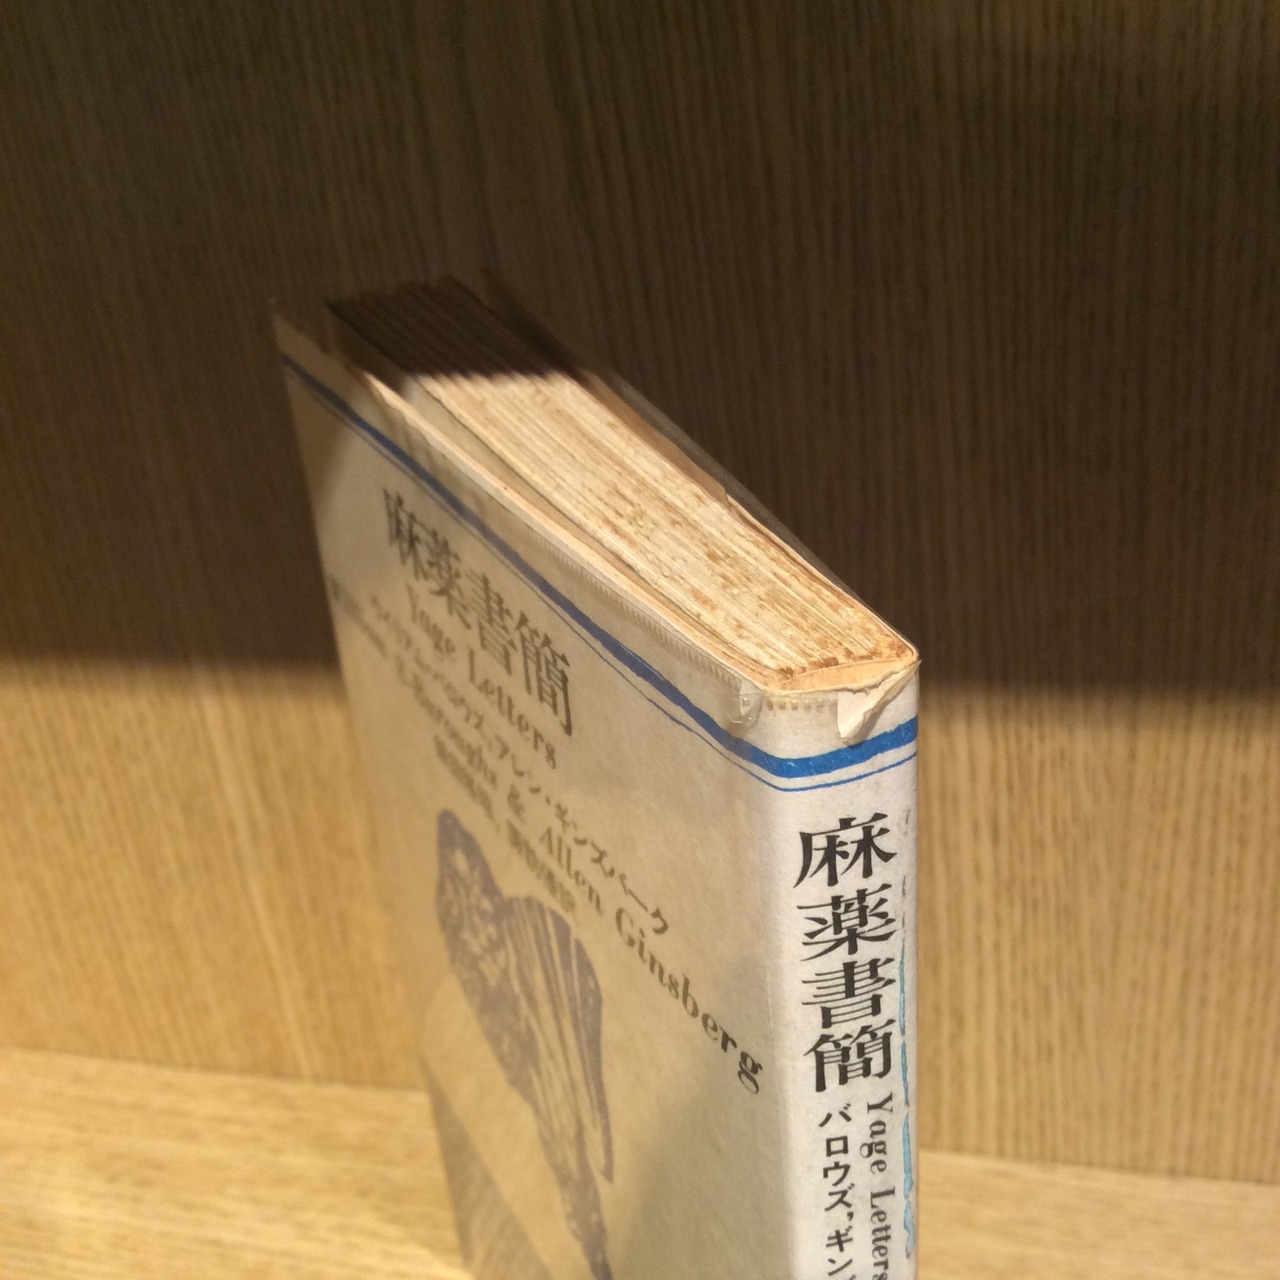 麻薬書簡
Yage Letters
ウィリアム・バロウズ、アレン・ギンズバーグ
Burroughs & Allen Ginsberg
麻薬書簡
Yage Letters
バロウズ,ギン